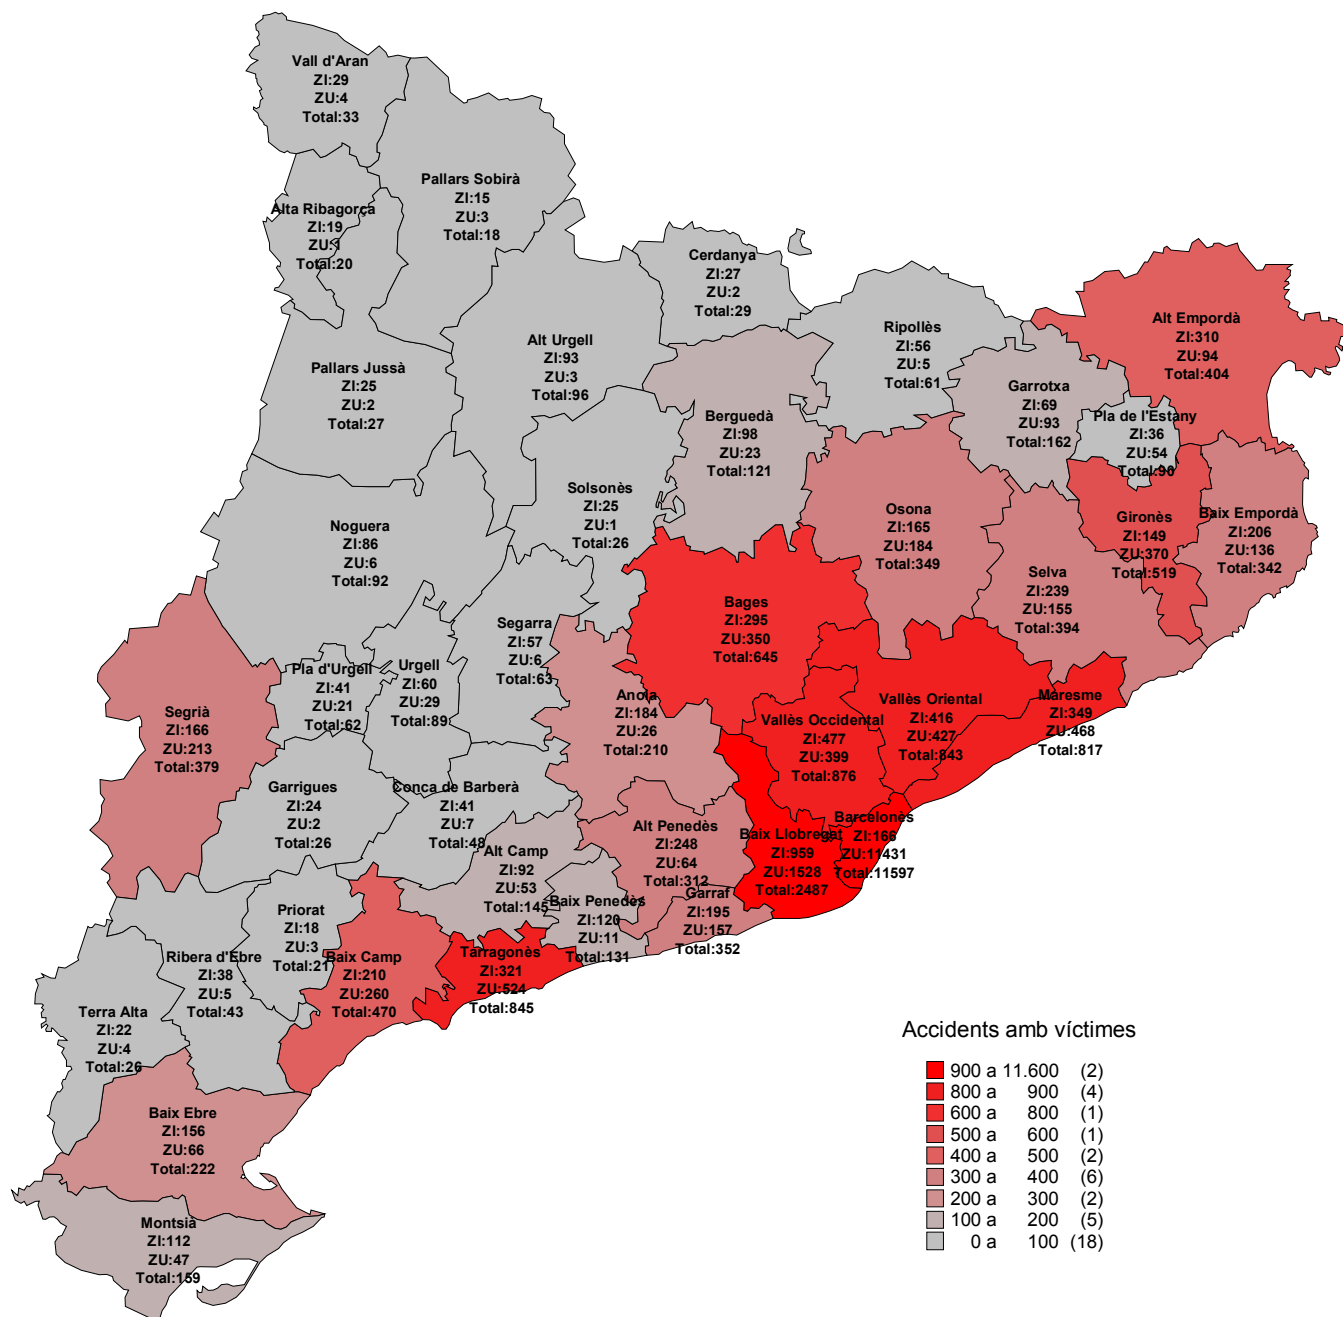 Vall d'Aran
ZI:29
ZU:4
Total:33
Pallars Sobirà
ZI:15
ZU:3
Total:18
Alta Ribagorça
ZI:19
ZU:1
Total:20
Cerdanya
ZI:27
ZU:2
Total:29
Alt Urgell
ZI:93
ZU:3
Total:96
Ripollès
ZI:56
ZU:5
Total:61
Alt Empordà
ZI:310
ZU:94
Total:404
Pallars Jussà
ZI:25
ZU:2
Total:27
Garrotxa
ZI:69
ZU:93
Total:162
Pla de l'Estany
ZI:36
ZU:54
Total:90
Berguedà
ZI:98
ZU:23
Total:121
Solsonès
ZI:25
ZU:1
Total:26
Osona
ZI:165
ZU:184
Total:349
Gironès
ZI:149
ZU:370
Total:519
Baix Empordà
ZI:206
ZU:136
Total:342
Noguera
ZI:86
ZU:6
Total:92
Selva
ZI:239
ZU:155
Total:394
Bages
ZI:295
ZU:350
Total:645
Segarra
ZI:57
ZU:6
Total:63
Pla d'Urgell
ZI:41
ZU:21
Total:62
Urgell
ZI:60
ZU:29
Total:89
Anoia
ZI:184
ZU:26
Total:210
Vallès Oriental
ZI:416
ZU:427
Total:843
Maresme
ZI:349
ZU:468
Total:817
Segrià
ZI:166
ZU:213
Total:379
Vallès Occidental
ZI:477
ZU:399
Total:876
Garrigues
ZI:24
ZU:2
Total:26
Conca de Barberà
ZI:41
ZU:7
Total:48
Alt Penedès
ZI:248
ZU:64
Total:312
Baix Llobregat
ZI:959
ZU:1528
Total:2487
Barcelonès
ZI:166
ZU:11431
Total:11597
Alt Camp
ZI:92
ZU:53
Total:145
Baix Penedès
ZI:120
ZU:11
Total:131
Garraf
ZI:195
ZU:157
Total:352
Priorat
ZI:18
ZU:3
Total:21
Ribera d'Ebre
ZI:38
ZU:5
Total:43
Baix Camp
ZI:210
ZU:260
Total:470
Tarragonès
ZI:321
ZU:524
Total:845
Terra Alta
ZI:22
ZU:4
Total:26
Baix Ebre
ZI:156
ZU:66
Total:222
Montsià
ZI:112
ZU:47
Total:159
Accidents amb víctimes
900 a 11.600 (2)
800 a 900 (4)
600 a 800 (1)
500 a 600 (1)
400 a 500 (2)
300 a 400 (6)
200 a 300 (2)
100 a 200 (5)
0 a 100 (18)